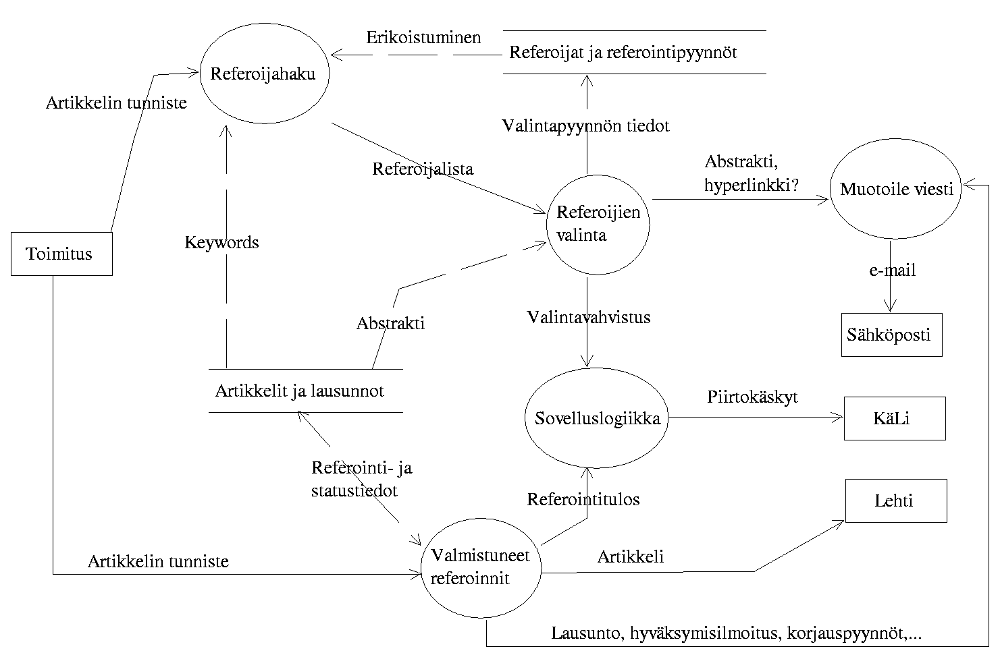 Erikoistuminen
Referoijat ja referointipyynnöt
Referoijahaku
Artikkelin tunniste
Valintapyynnön tiedot
Referoijalista
Abstrakti,
hyperlinkki?
Muotoile viesti
Referoijien
valinta
Keywords
Toimitus
e-mail
Abstrakti
Valintavahvistus
Sähköposti
Artikkelit ja lausunnot
Piirtokäskyt
Sovelluslogiikka
KäLi
Referointi- ja
statustiedot
Referointitulos
Lehti
Artikkelin tunniste
Valmistuneet
referoinnit
Artikkeli
Lausunto, hyväksymisilmoitus, korjauspyynnöt,...